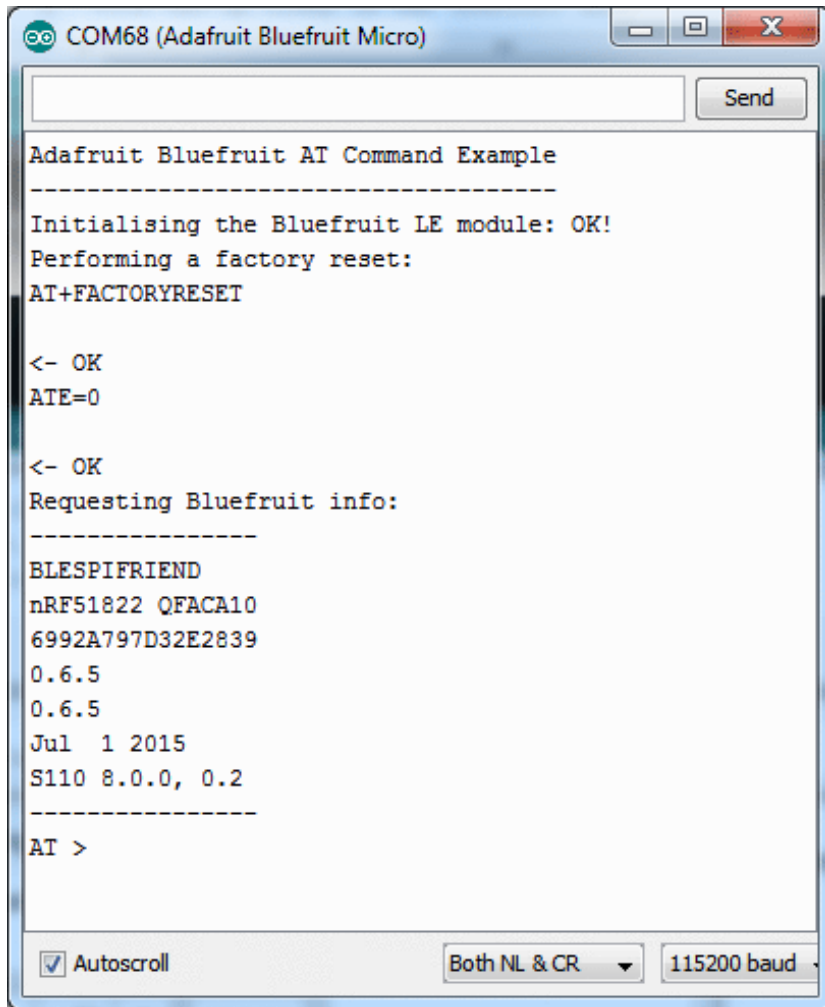 COM68 (Adafruit Bluefruit Micro)
Send
Adafruit Bluefruit AT Command Example
-------------------------------------
Initialising the Bluefruit LE module: OK!
Performing a factory reset:
AT+FACTORYRESET
<- OK
ATE=0
<- OK
Requesting Bluefruit info:
----------------
BLESPIFRIEND
nRF51822 QFACA10
6992A797D32E2839
0.6.5
0.6.5
Jul  1 2015
S110 8.0.0, 0.2
----------------
AT >
Autoscroll
Both NL & CR
115200 baud